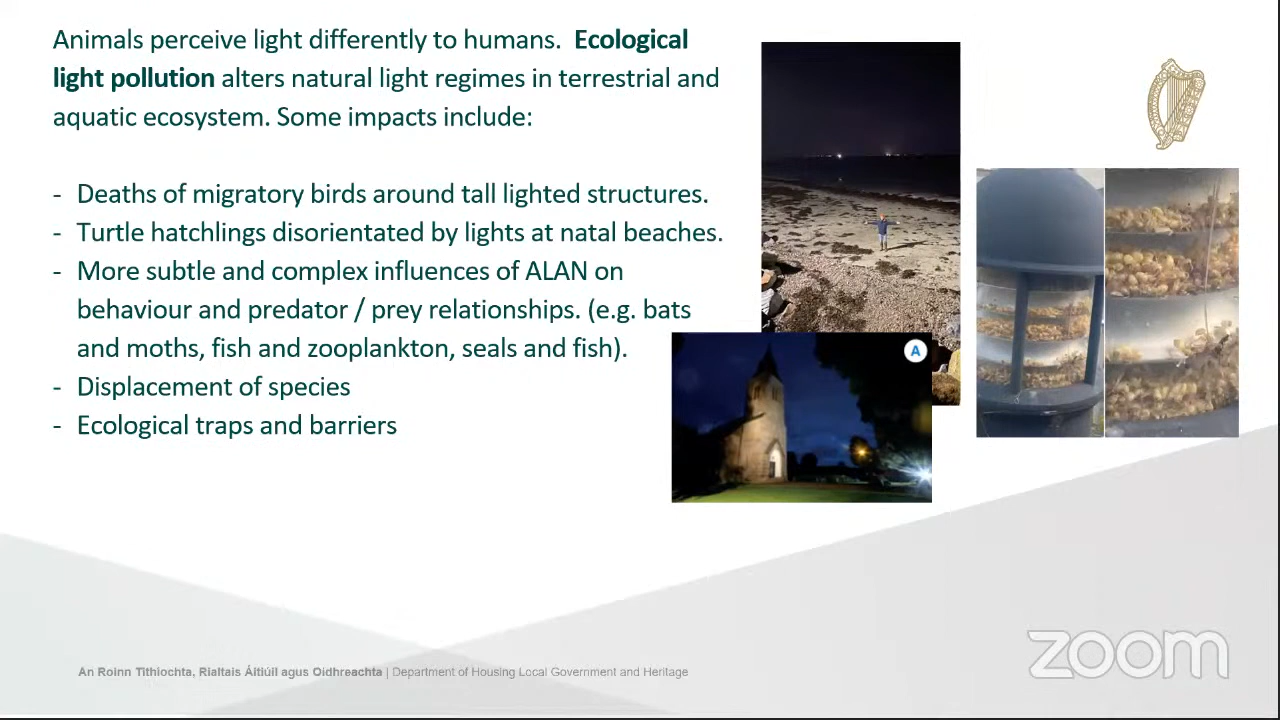 Animals perceive light differently to humans.  Ecological
light pollution alters natural light regimes in terrestrial and
aquatic ecosystem. Some impacts include:
- Deaths of migratory birds around tall lighted structures.
- Turtle hatchlings disorientated by lights at natal beaches.
- More subtle and complex influences of ALAN on
behaviour and predator / prey relationships. (e.g. bats
and moths, fish and zooplankton, seals and fish).
- Displacement of species
- Ecological traps and barriers
A
An Roinn Tithíochta, Rialtais Áitiúil agus Oidhreachta | Department of Housing Local Government and Heritage
zoom